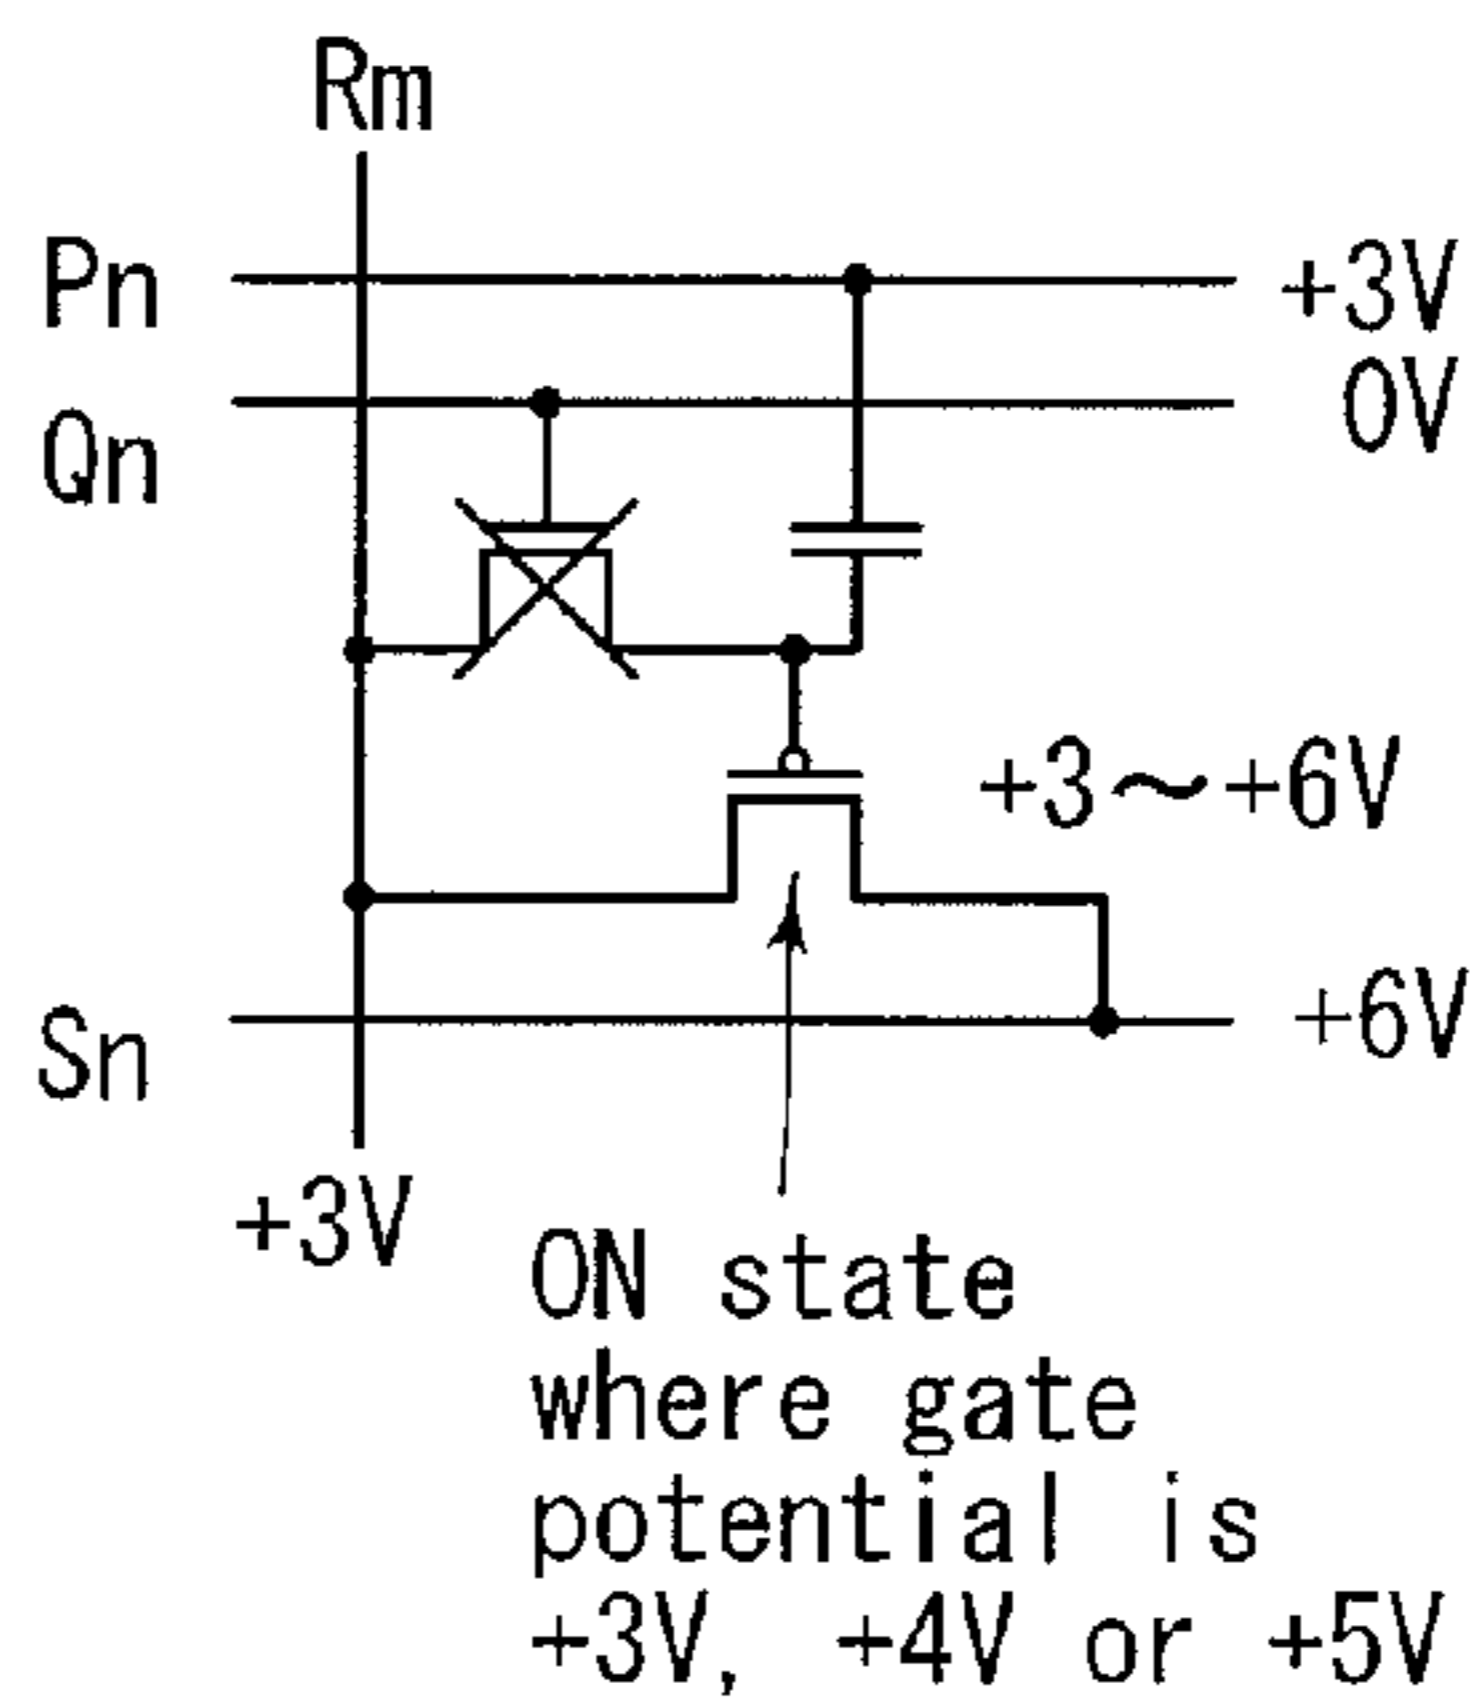 Rm
Pn
+3V
Qn
0V
+3～+6V
Sn
+6V
+3V
ON state
where gate
potential is
+3V, +4V or +5V